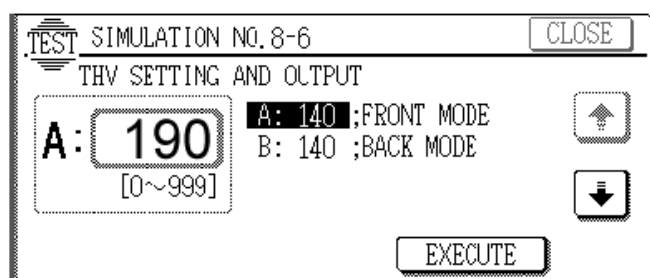 TEST SIMULATION NO.8-6 CLOSE
THV SETTING AND OUTPUT
A: 190 [0~999]
A: 140 ;FRONT MODE
B: 140 ;BACK MODE
EXECUTE